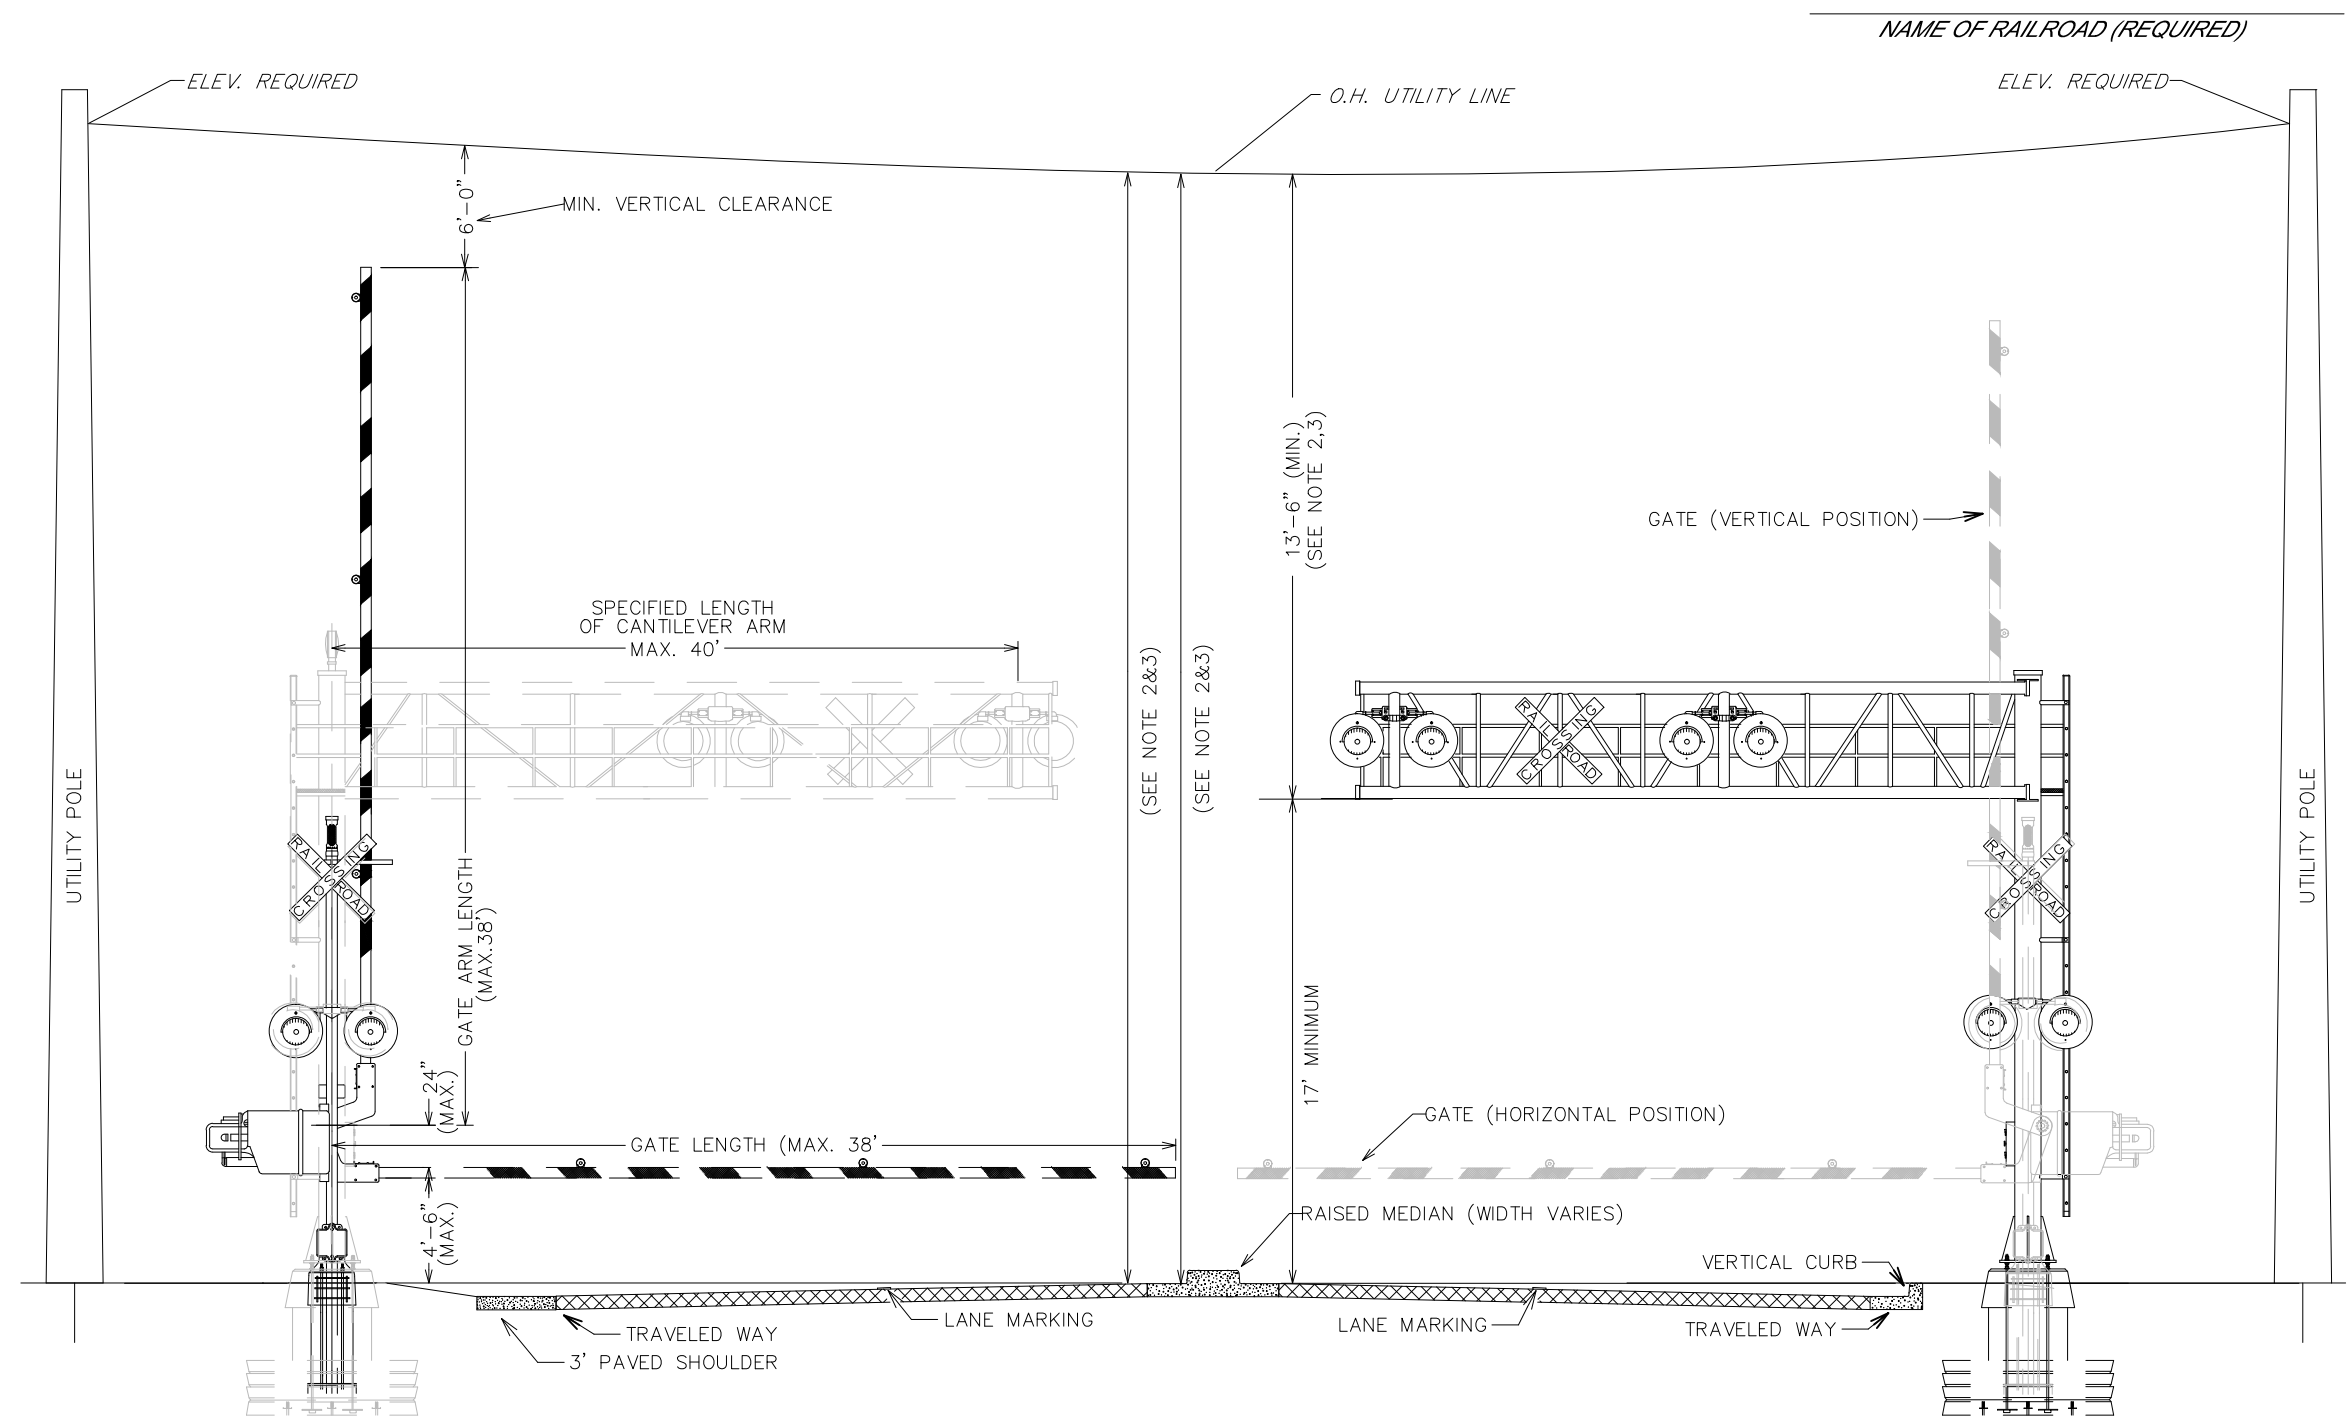 NAME OF RAILROAD (REQUIRED)
ELEV. REQUIRED
O.H. UTILITY LINE
ELEV. REQUIRED
6'-0"
MIN. VERTICAL CLEARANCE
13'-6" (MIN.)
(SEE NOTE 2,3)
GATE (VERTICAL POSITION)
SPECIFIED LENGTH
OF CANTILEVER ARM
MAX. 40'
(SEE NOTE 2&3)
(SEE NOTE 2&3)
RAILROAD
CROSSING
UTILITY POLE
UTILITY POLE
RAILROAD
CROSSING
RAILROAD
CROSSING
GATE ARM LENGTH
(MAX.38')
17' MINIMUM
24"
(MAX.)
GATE LENGTH (MAX. 38'
GATE (HORIZONTAL POSITION)
4'-6"
(MAX.)
RAISED MEDIAN (WIDTH VARIES)
VERTICAL CURB
LANE MARKING
LANE MARKING
TRAVELED WAY
TRAVELED WAY
3' PAVED SHOULDER